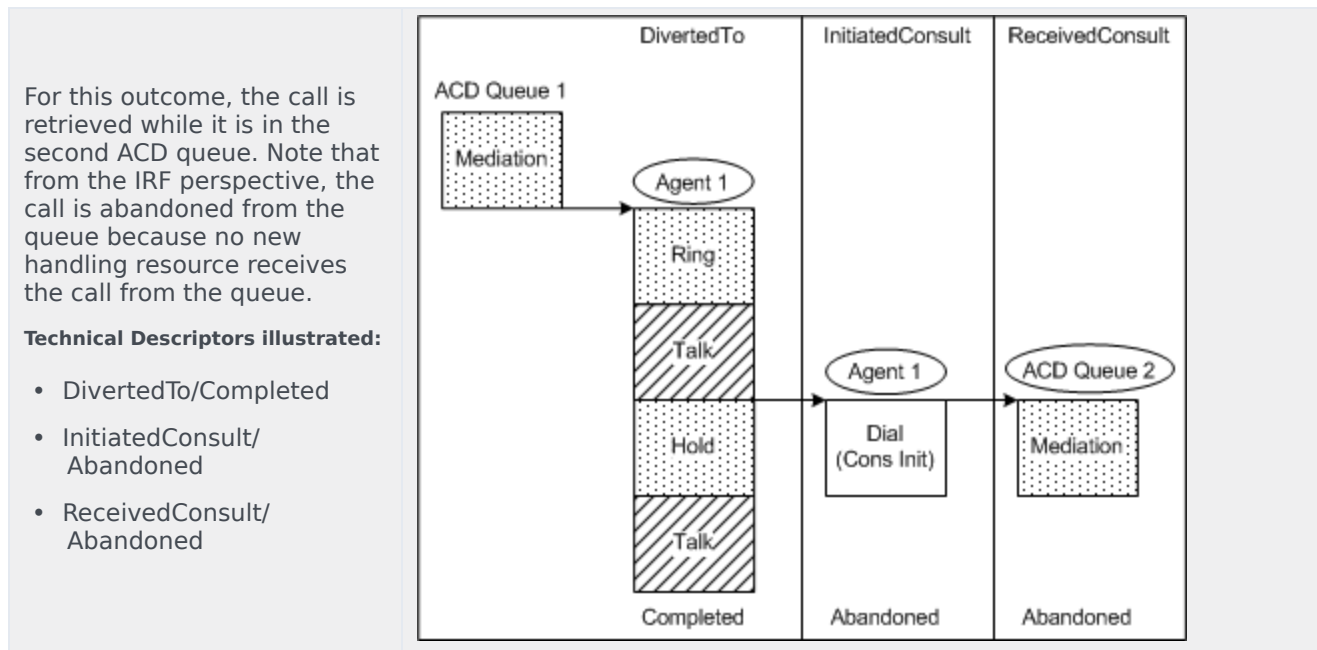 For this outcome, the call is
retrieved while it is in the
second ACD queue. Note that
from the IRF perspective, the
call is abandoned from the
queue because no new
handling resource receives
the call from the queue.
Technical Descriptors illustrated:
• DivertedTo/Completed
• InitiatedConsult/
Abandoned
• ReceivedConsult/
Abandoned
DivertedTo
InitiatedConsult
ReceivedConsult
ACD Queue 1
Mediation
Agent 1
Ring
Talk
Agent 1
ACD Queue 2
Hold
Dial
(Cons Init)
Mediation
Talk
Completed
Abandoned
Abandoned